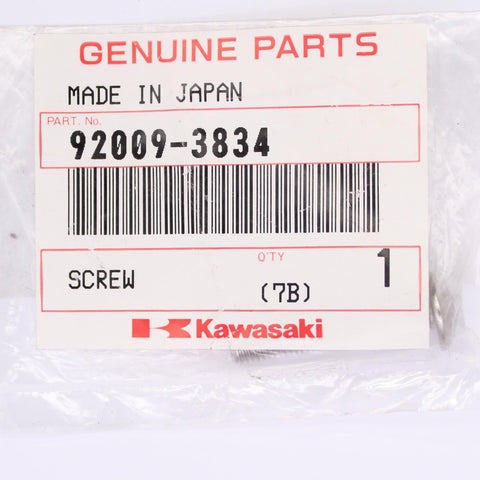 GENUINE PARTS
MADE IN JAPAN
PART. No.
92009-3834
Q'TY
SCREW
(7B)
1
Kawasaki